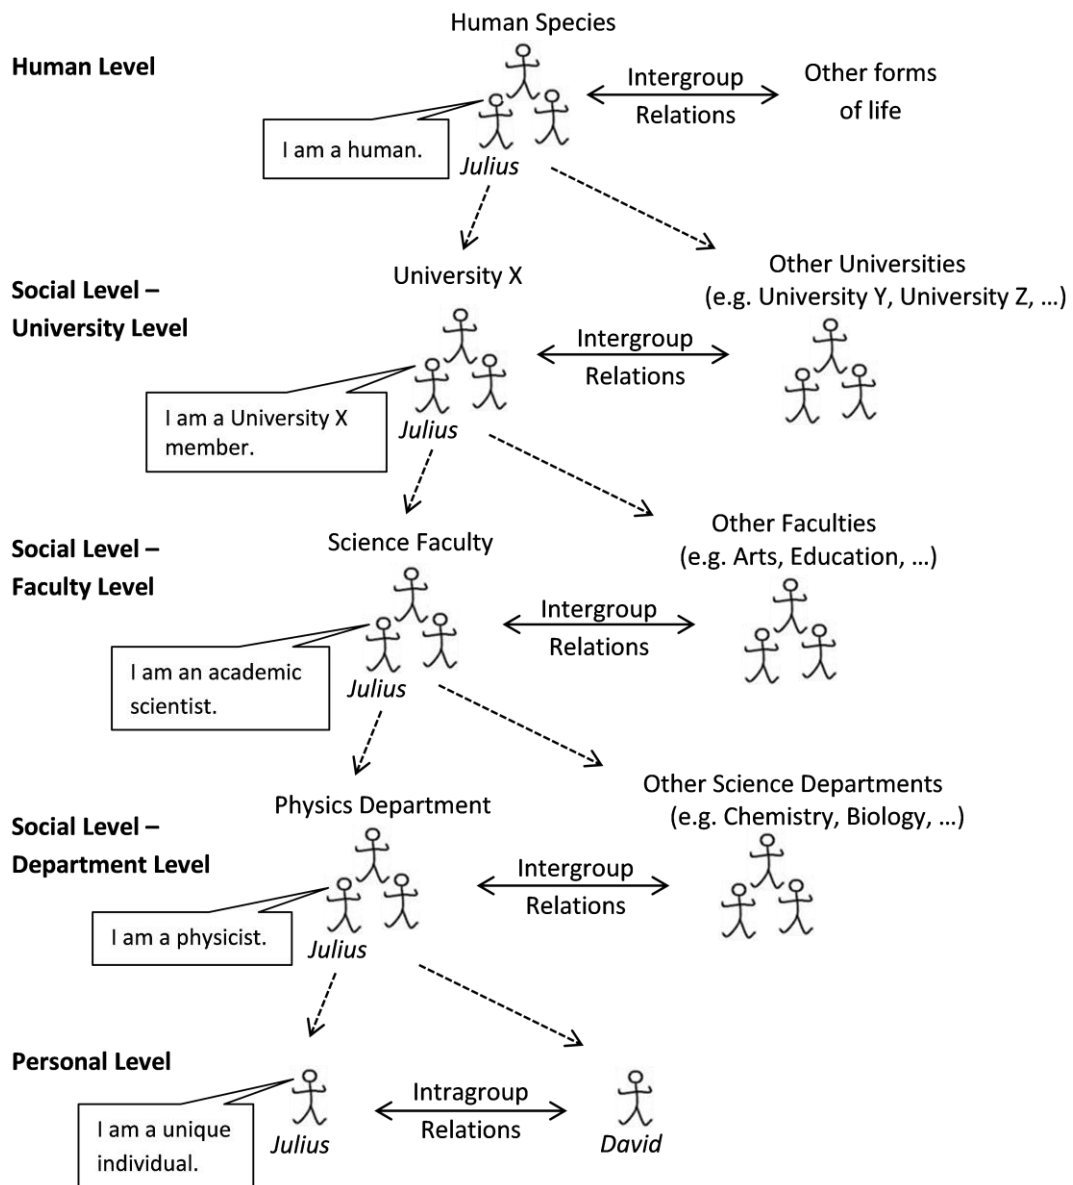 Human Species
Human Level
Intergroup
Relations
Other forms
of life
I am a human.
Julius
University X
Social Level –
University Level
Other Universities
(e.g. University Y, University Z, ...)
Intergroup
Relations
I am a University X
member.
Julius
Science Faculty
Social Level –
Faculty Level
Other Faculties
(e.g. Arts, Education, ...)
Intergroup
Relations
I am an academic
scientist.
Julius
Physics Department
Social Level –
Department Level
Other Science Departments
(e.g. Chemistry, Biology, ...)
Intergroup
Relations
I am a physicist.
Julius
Personal Level
Intragroup
Relations
I am a unique
individual.
Julius
David